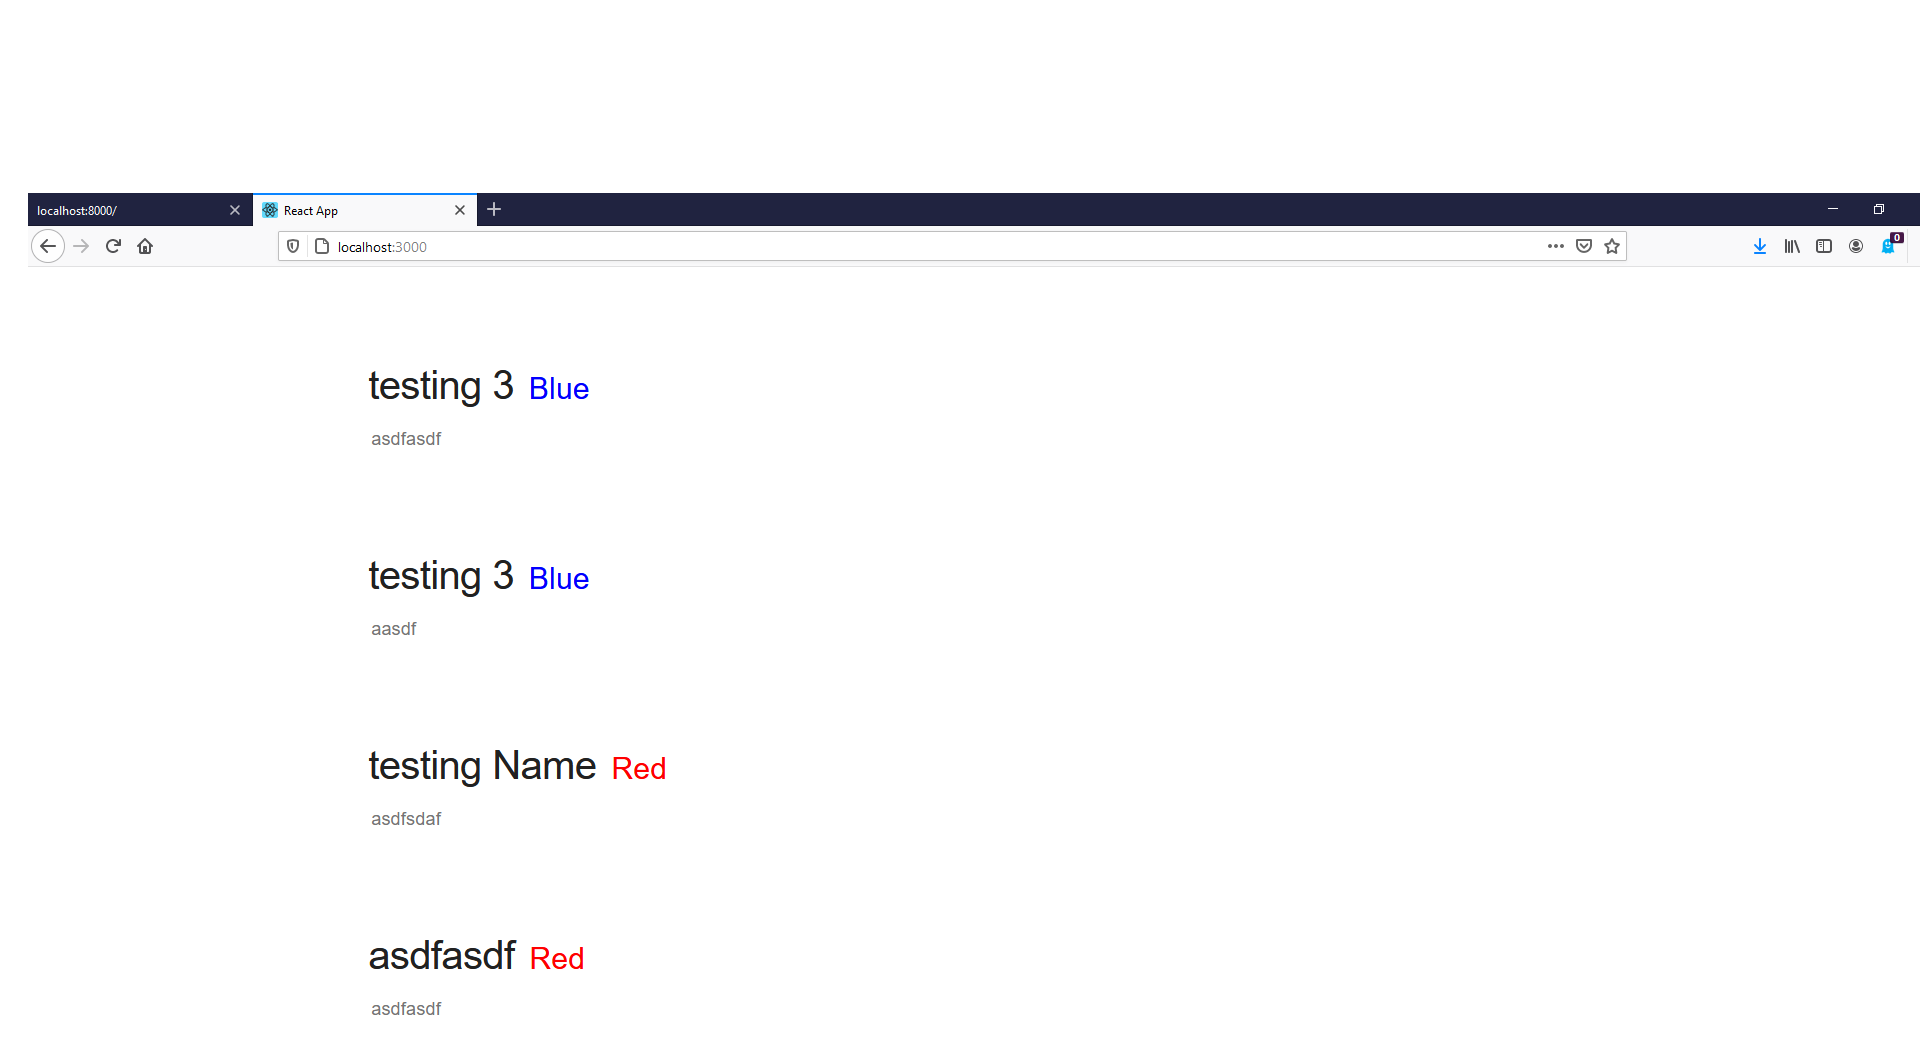 localhost:8000/ React App
localhost:3000
0
testing 3 Blue
asdfasdf
testing 3 Blue
aasdf
testing Name Red
asdfsdaf
asdfasdf Red
asdfasdf